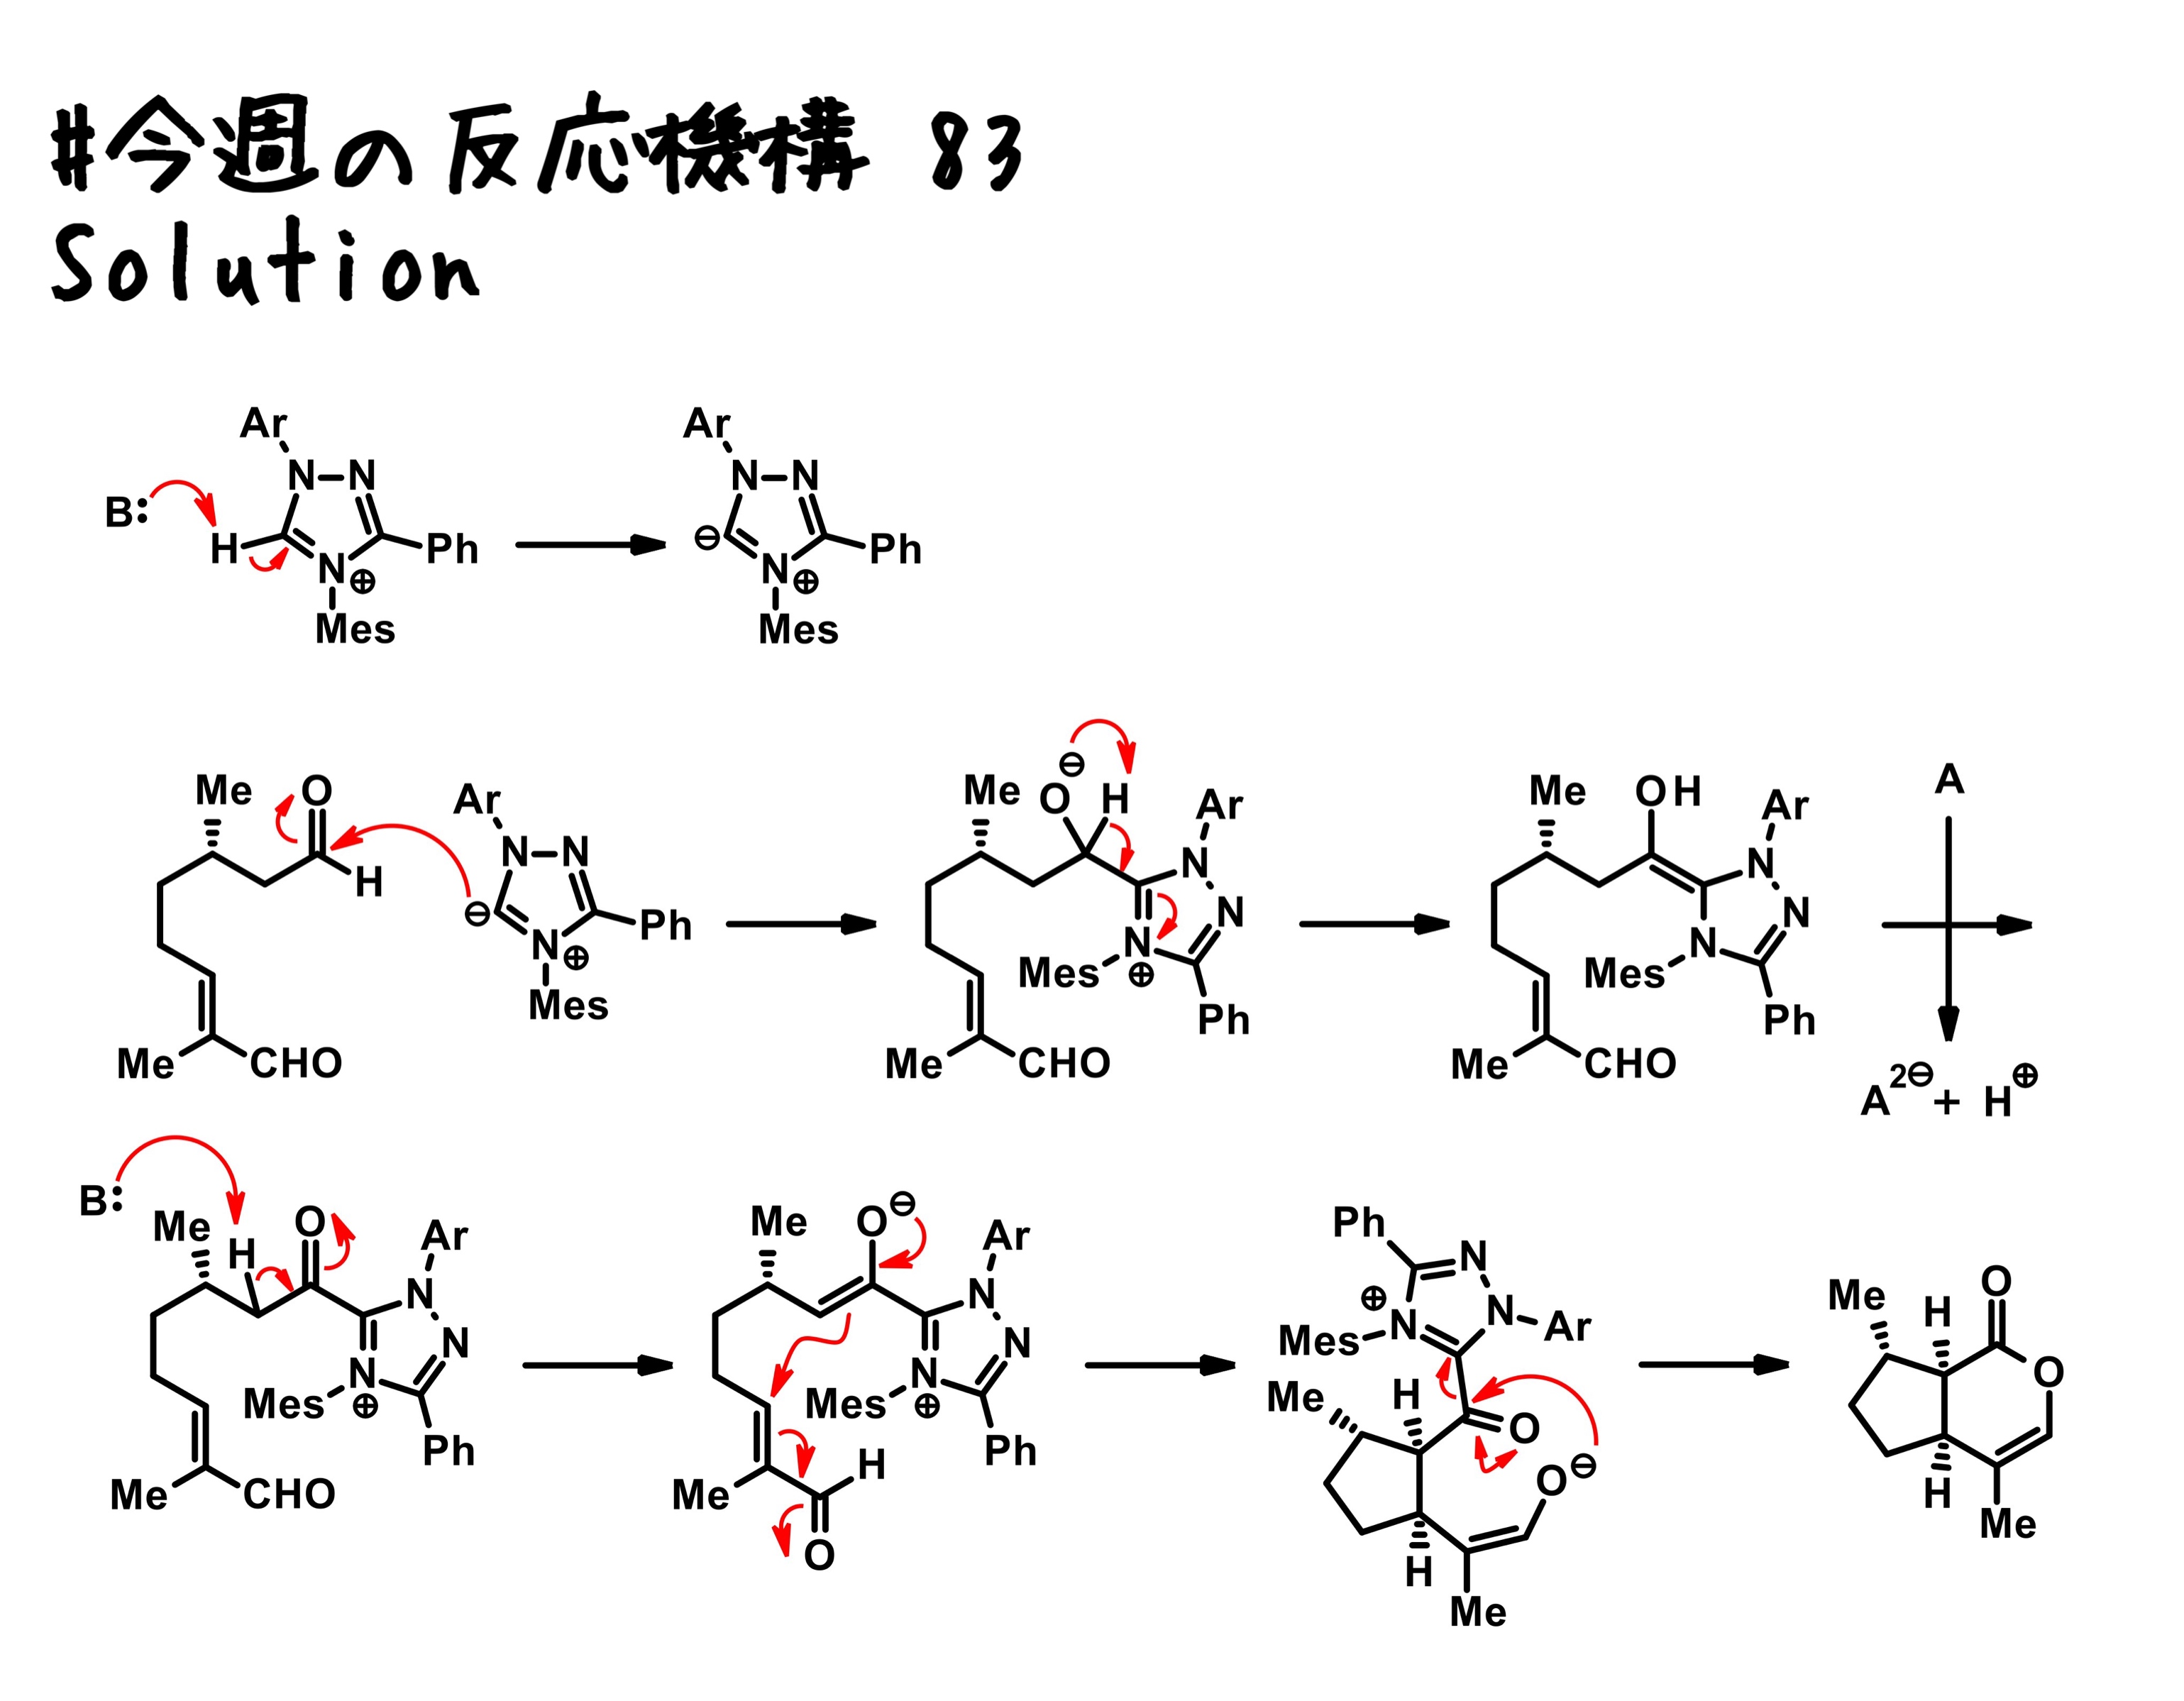 #今週の反応機構 83
Solution
Ar
N N
B: H Ph
N⊕
Mes
Ar
N N
⊖ Ph
N⊕
Mes
Me O
H
Me CHO
Ar
N N
⊖ Ph
N⊕
Mes
⊖
Me O H Ar
N
N
Mes N
⊕
Ph
Me CHO
Me OH Ar
N
N
Mes N
Ph
Me CHO
A
A2⊖ + H⊕
B:
Me H O Ar
N
N
Mes N
⊕
Ph
Me CHO
Me O⊖ Ar
N
N
Mes N
⊕
Ph
Me H
O
Ph N
⊕ N Ar
Mes N
Me H
O
O⊖
H
Me
Me H O
O
H
Me